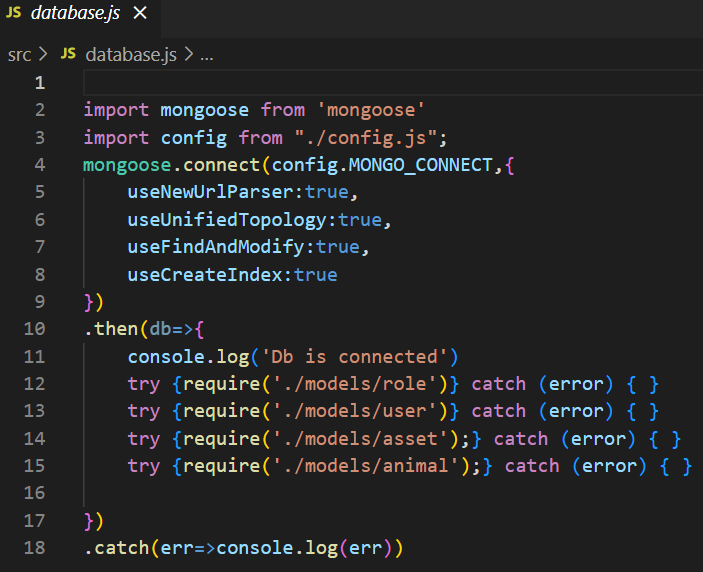 JS database.js ×
src > JS database.js > ...
1
2 import mongoose from 'mongoose'
3 import config from "./config.js";
4 mongoose.connect(config.MONGO_CONNECT,{
5     useNewUrlParser:true,
6     useUnifiedTopology:true,
7     useFindAndModify:true,
8     useCreateIndex:true
9 })
10 .then(db=>{
11     console.log('Db is connected')
12     try {require('./models/role')} catch (error) { }
13     try {require('./models/user')} catch (error) { }
14     try {require('./models/asset');} catch (error) { }
15     try {require('./models/animal');} catch (error) { }
16
17 })
18 .catch(err=>console.log(err))